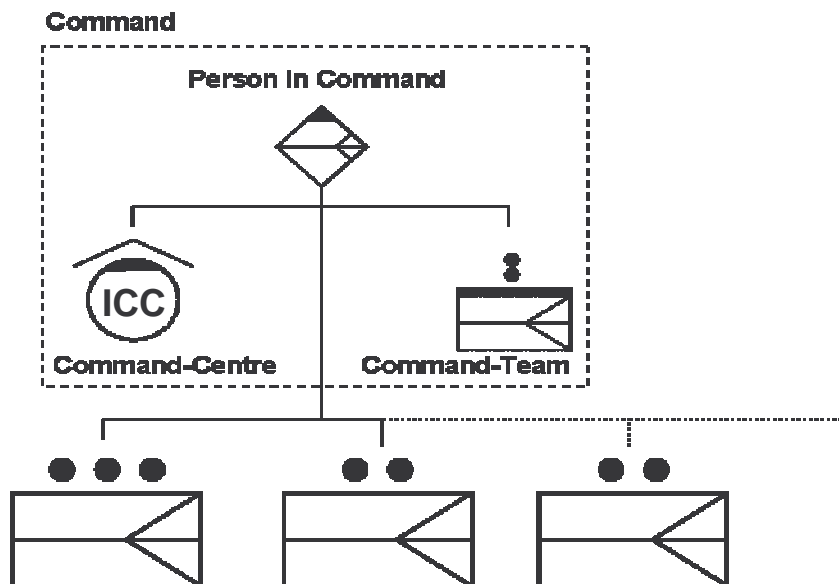 Command
Person in Command
ICC
Command-Centre
Command-Team